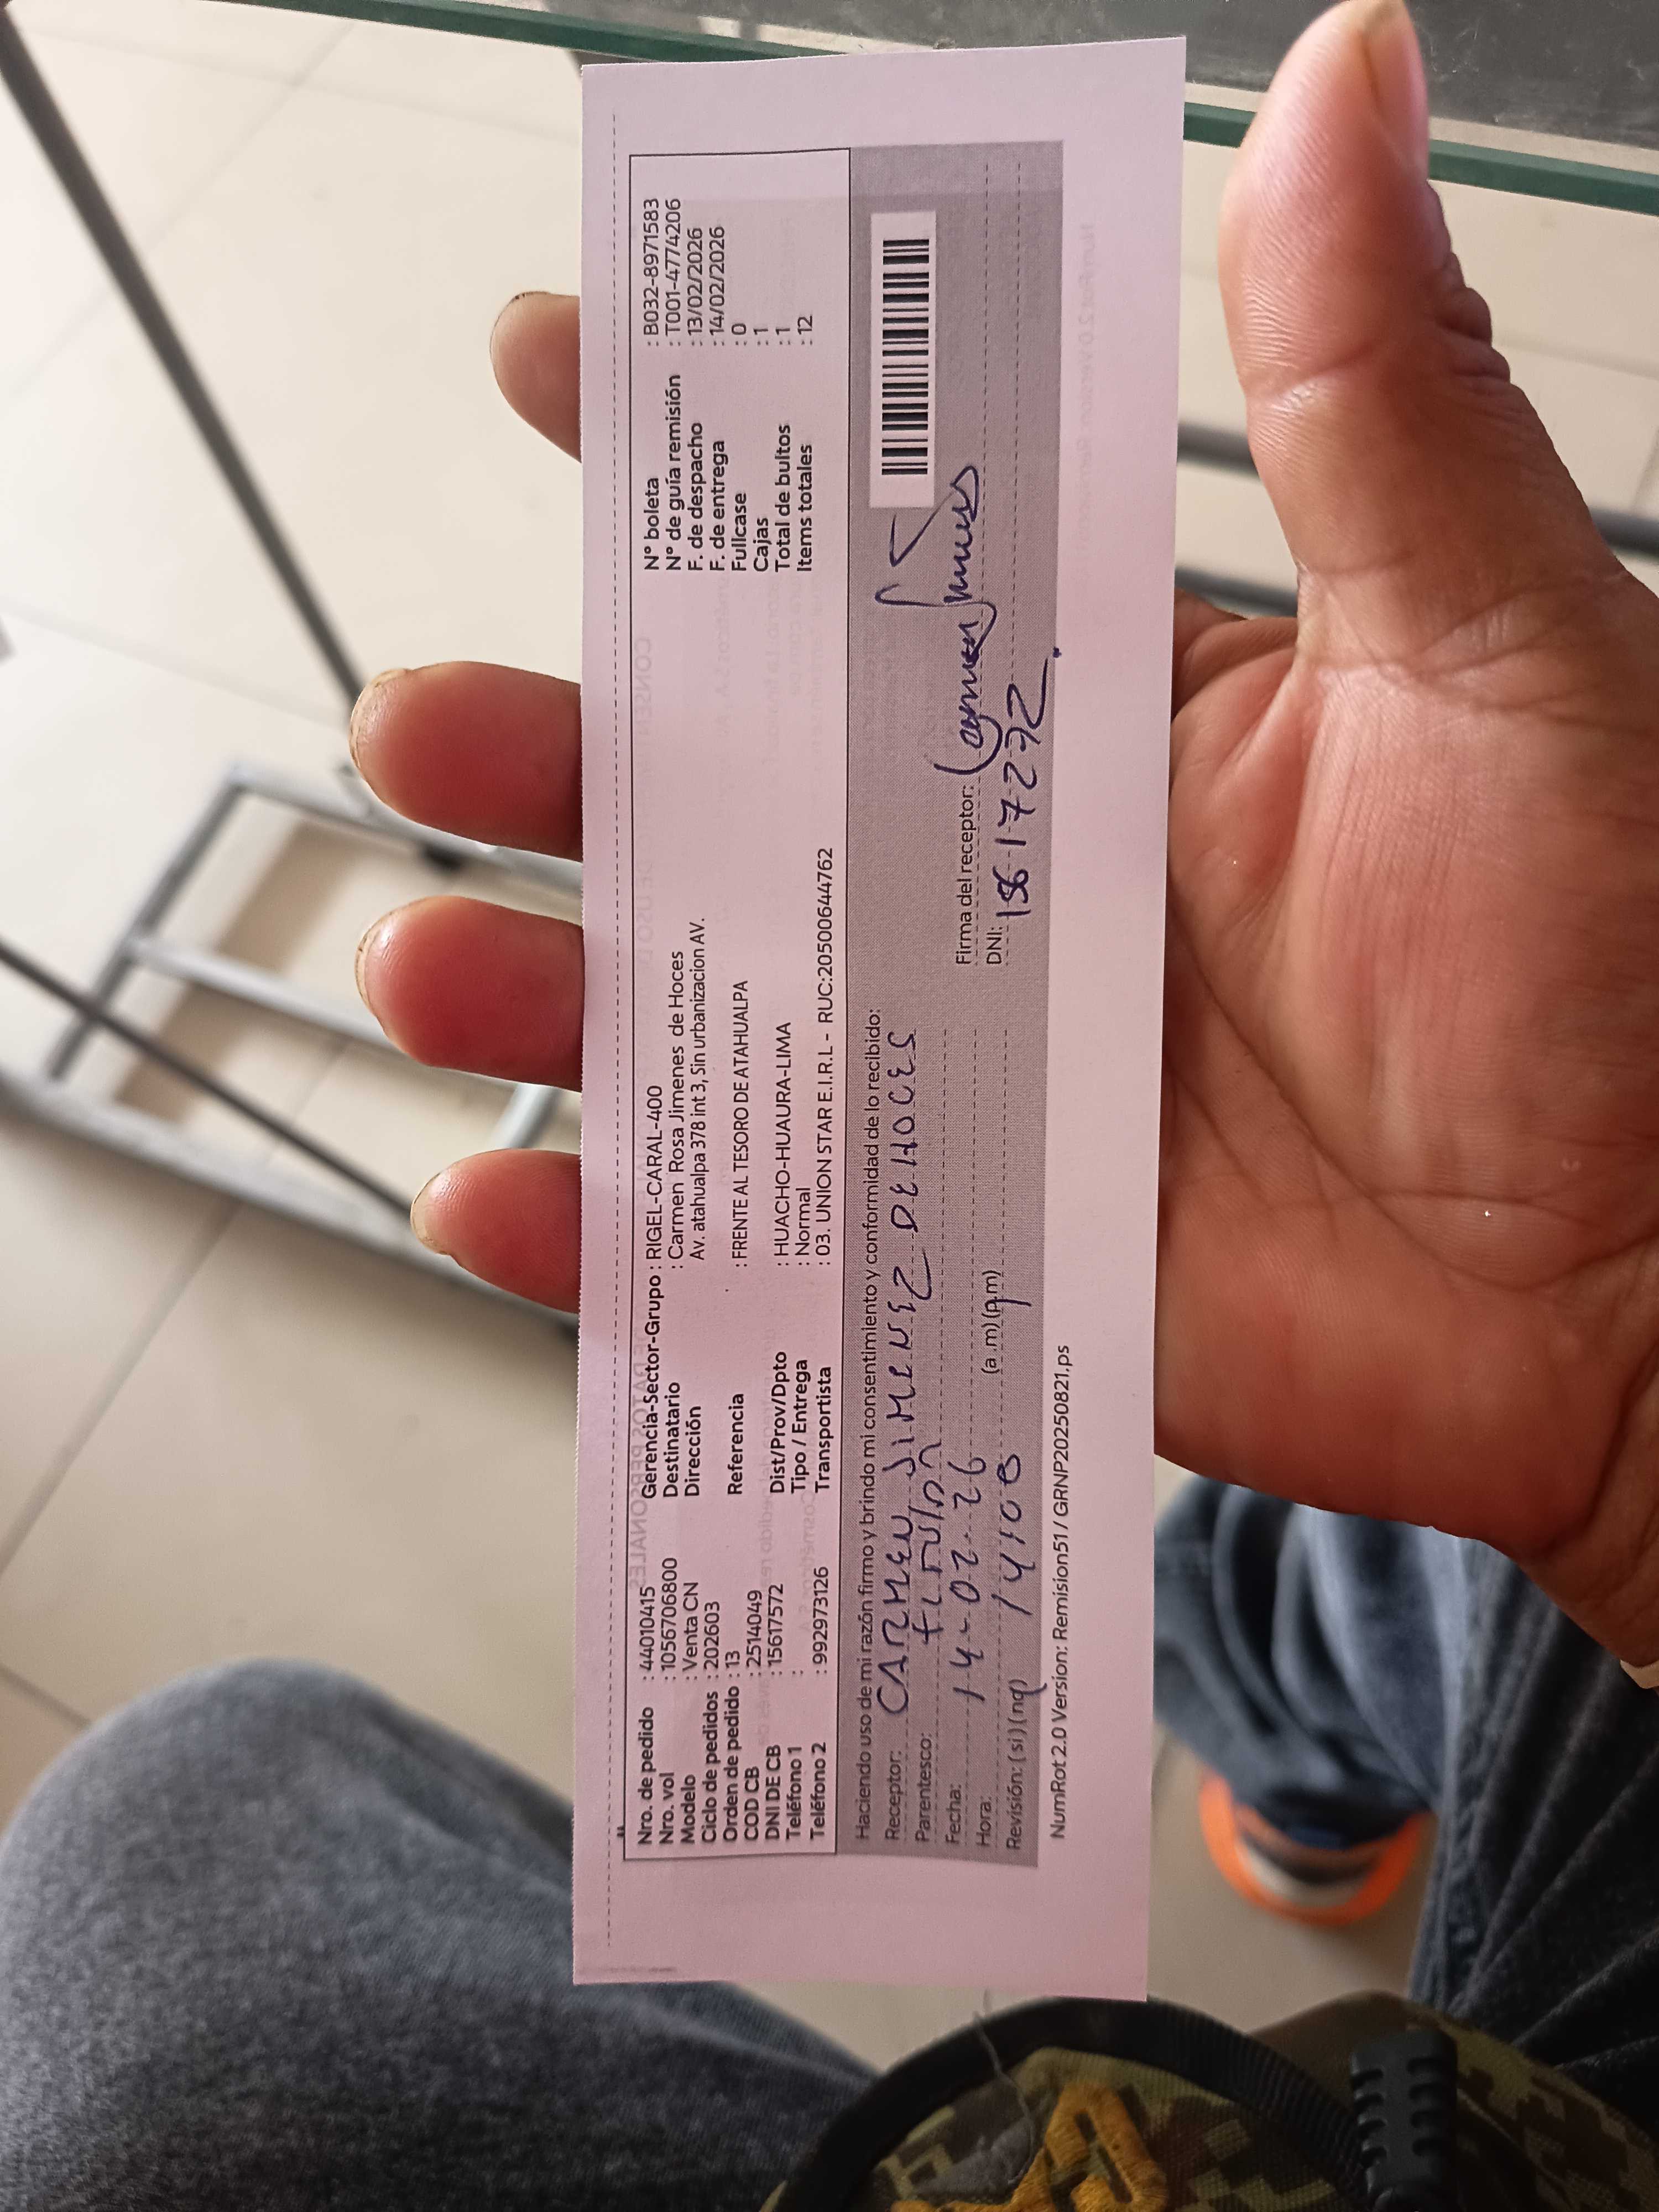 Nro. de pedido : 44010415
Nro. vol : 1056706800
Modelo : Venta CN
Ciclo de pedidos : 202603
Orden de pedido : 13
COD CB : 2514049
DNI DE CB : 15617572
Teléfono 1 :
Teléfono 2 : 992973126
Gerencia-Sector-Grupo : RIGEL-CARAL-400
Destinatario : Carmen Rosa Jimenes de Hoces
Dirección Av. atahualpa 378 int 3, Sin urbanizacion AV.
Referencia : FRENTE AL TESORO DE ATAHUALPA
Dist/Prov/Dpto : HUACHO-HUAURA-LIMA
Tipo / Entrega : Normal
Transportista : 03. UNION STAR E.I.R.L - RUC:20500644762
N° boleta : B032-8971583
N° de guía remisión : T001-4774206
F. de despacho : 13/02/2026
F. de entrega : 14/02/2026
Fullcase : 0
Cajas : 1
Total de bultos : 1
Items totales : 12
Haciendo uso de mi razón firmo y brindo mi consentimiento y conformidad de lo recibido:
Receptor: CARMEN JIMENEZ DE HOCES
Parentesco:
Fecha: 14-02-26
Hora: 1400 (a .m) (p.m)
Revisión: ( si ) ( no)
Firma del receptor: Carmen
DNI:
NumRot 2.0 Version: Remision51 / GRNP20250821.ps